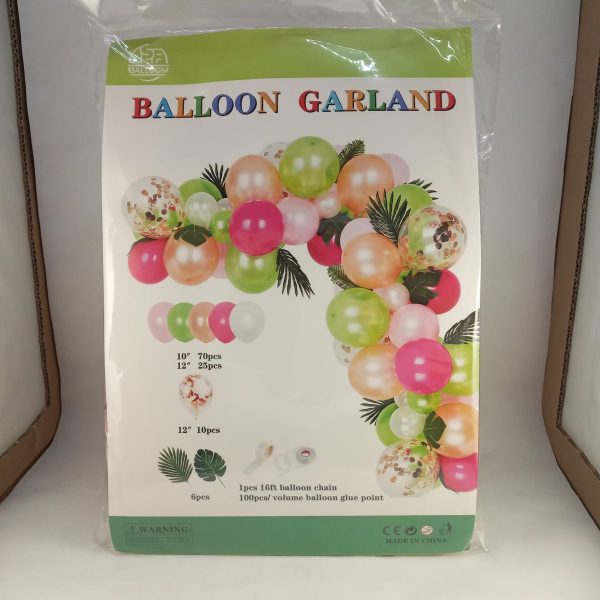 BALLOON
BALLOON GARLAND
10" 70pcs
12" 25pcs
12" 10pcs
6pcs
1pcs 16ft balloon chain
100pcs/ volume balloon glue point
WARNING:
CE
MADE IN CHINA